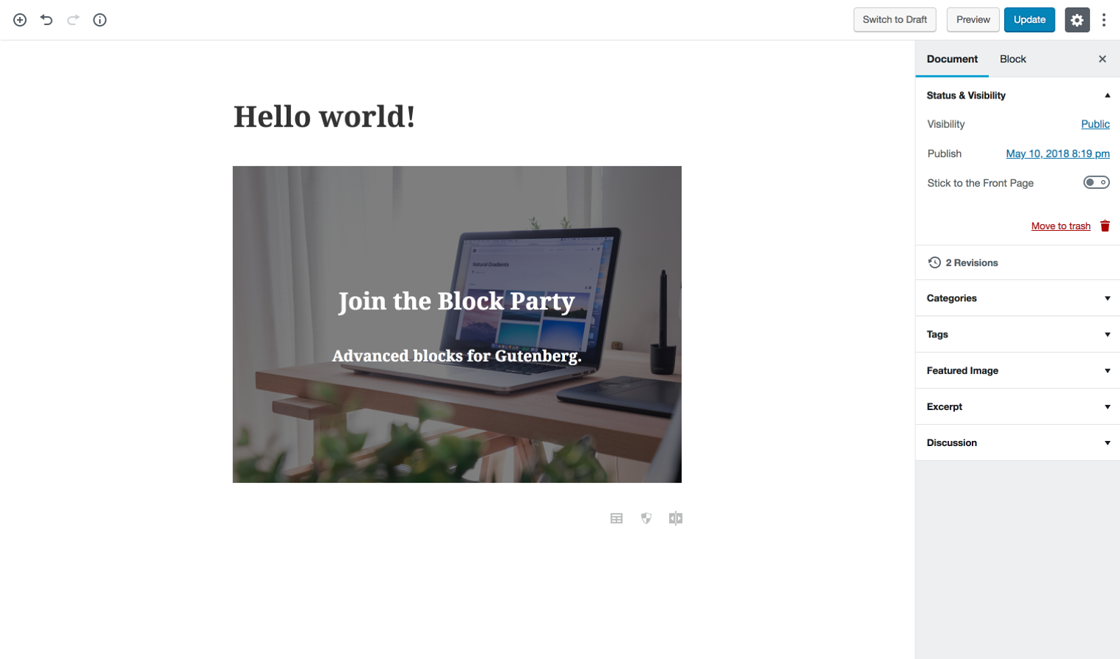 Switch to Draft Preview Update
Document Block
Status & Visibility
Visibility Public
Publish May 10, 2018 8:19 pm
Stick to the Front Page
Move to trash
2 Revisions
Categories
Tags
Featured Image
Excerpt
Discussion
Hello world!
Join the Block Party
Advanced blocks for Gutenberg.